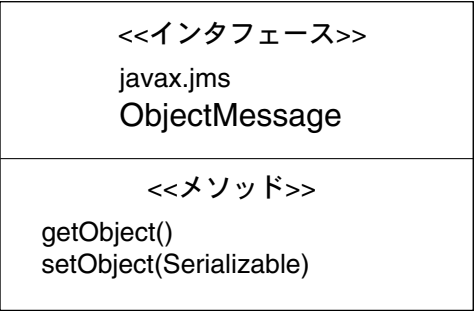 <<インタフェース>>
javax.jms
ObjectMessage
<<メソッド>>
getObject()
setObject(Serializable)